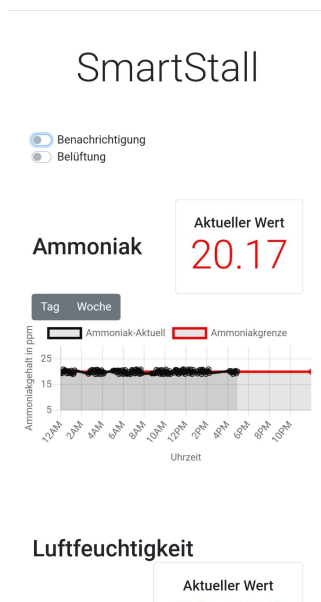 SmartStall
Benachrichtigung
Belüftung
Aktueller Wert
20.17
Ammoniak
Tag Woche
Ammoniak-Aktuell Ammoniakgrenze
Ammoniakgehalt in ppm
25
15
5
12AM 2AM 4AM 6AM 8AM 10AM 12PM 2PM 4PM 6PM 8PM 10PM
Uhrzeit
Luftfeuchtigkeit
Aktueller Wert